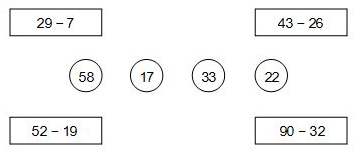 29 – 7 43 – 26
58 17 33 22
52 – 19 90 – 32